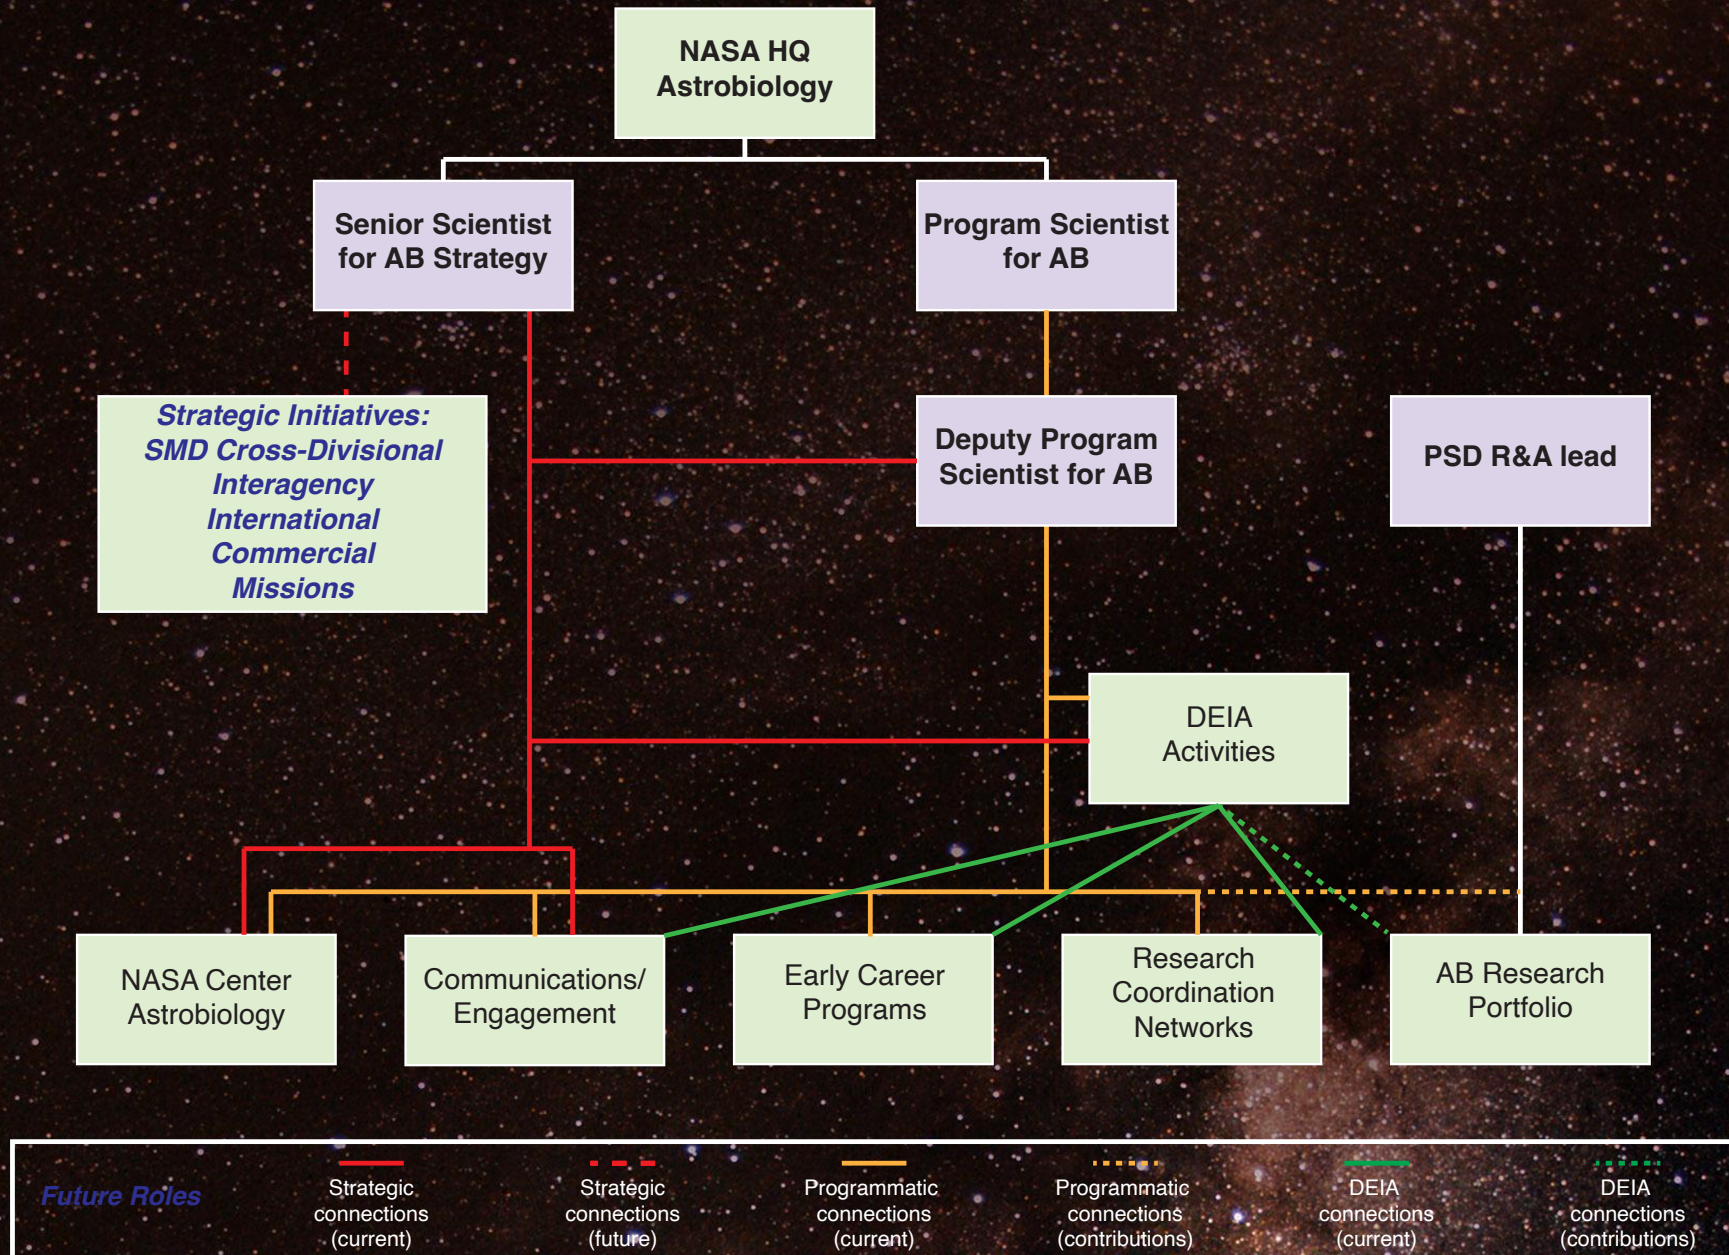 NASA HQ
Astrobiology
Senior Scientist
for AB Strategy
Program Scientist
for AB
Strategic Initiatives:
SMD Cross-Divisional
Interagency
International
Commercial
Missions
Deputy Program
Scientist for AB
PSD R&A lead
DEIA
Activities
NASA Center
Astrobiology
Communications/
Engagement
Early Career
Programs
Research
Coordination
Networks
AB Research
Portfolio
Future Roles
Strategic
connections
(current)
Strategic
connections
(future)
Programmatic
connections
(current)
Programmatic
connections
(contributions)
DEIA
connections
(current)
DEIA
connections
(contributions)